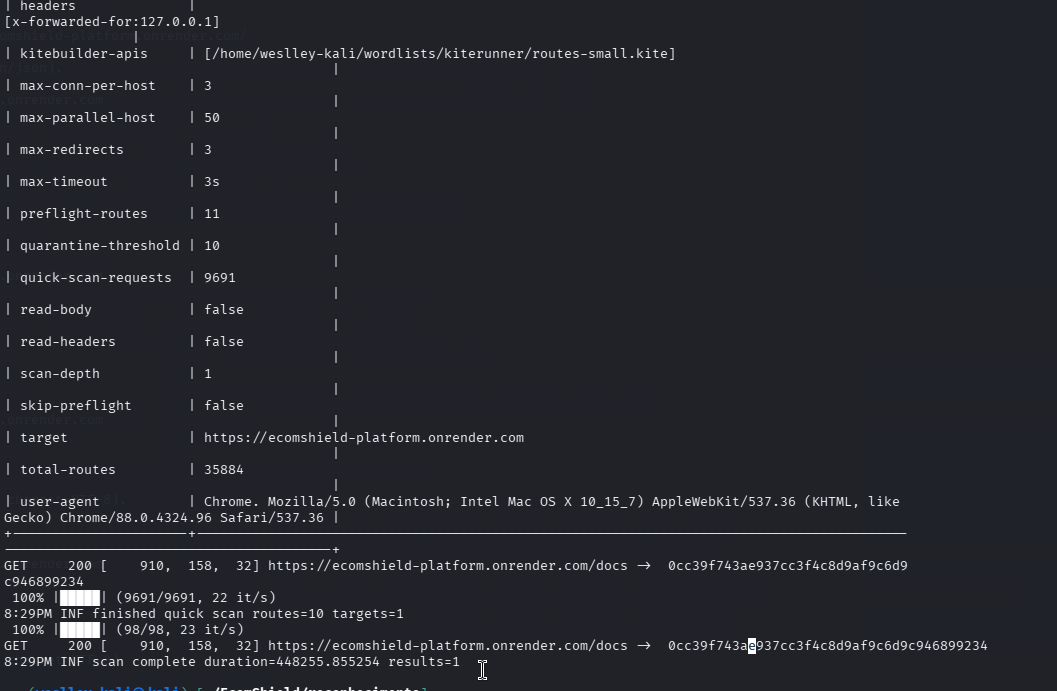 | headers           |
[x-forwarded-for:127.0.0.1]
|
| kitebuilder-apis     | [/home/weslley-kali/wordlists/kiterunner/routes-small.kite]
|
| max-conn-per-host    | 3
|
| max-parallel-host    | 50
|
| max-redirects        | 3
|
| max-timeout          | 3s
|
| preflight-routes     | 11
|
| quarantine-threshold | 10
|
| quick-scan-requests  | 9691
|
| read-body            | false
|
| read-headers         | false
|
| scan-depth           | 1
|
| skip-preflight       | false
|
| target               | https://ecomshield-platform.onrender.com
|
| total-routes         | 35884
|
| user-agent           | Chrome. Mozilla/5.0 (Macintosh; Intel Mac OS X 10_15_7) AppleWebKit/537.36 (KHTML, like
Gecko) Chrome/88.0.4324.96 Safari/537.36 |
GET     200 [    910,  158,  32] https://ecomshield-platform.onrender.com/docs →  0cc39f743ae937cc3f4c8d9af9c6d9
c946899234
100% |█████| (9691/9691, 22 it/s)
8:29PM INF finished quick scan routes=10 targets=1
100% |█████| (98/98, 23 it/s)
GET     200 [    910,  158,  32] https://ecomshield-platform.onrender.com/docs →  0cc39f743ae937cc3f4c8d9af9c6d9c946899234
8:29PM INF scan complete duration=448255.855254 results=1